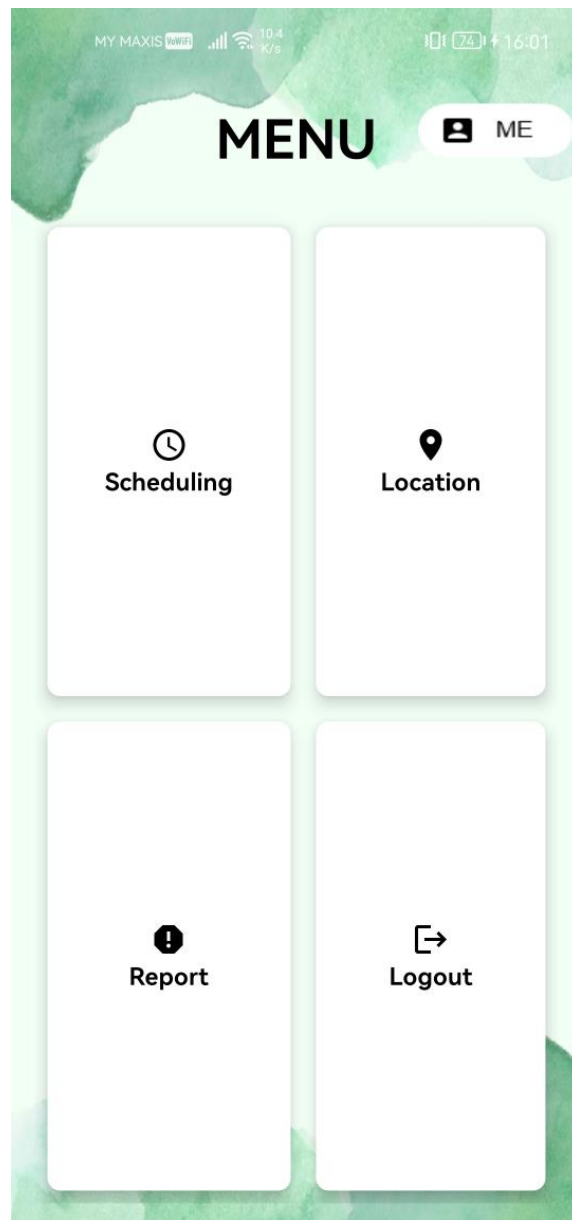 MY MAXIS VoWiFi 10.4 K/s 74 16:01
MENU
ME
Scheduling
Location
Report
Logout